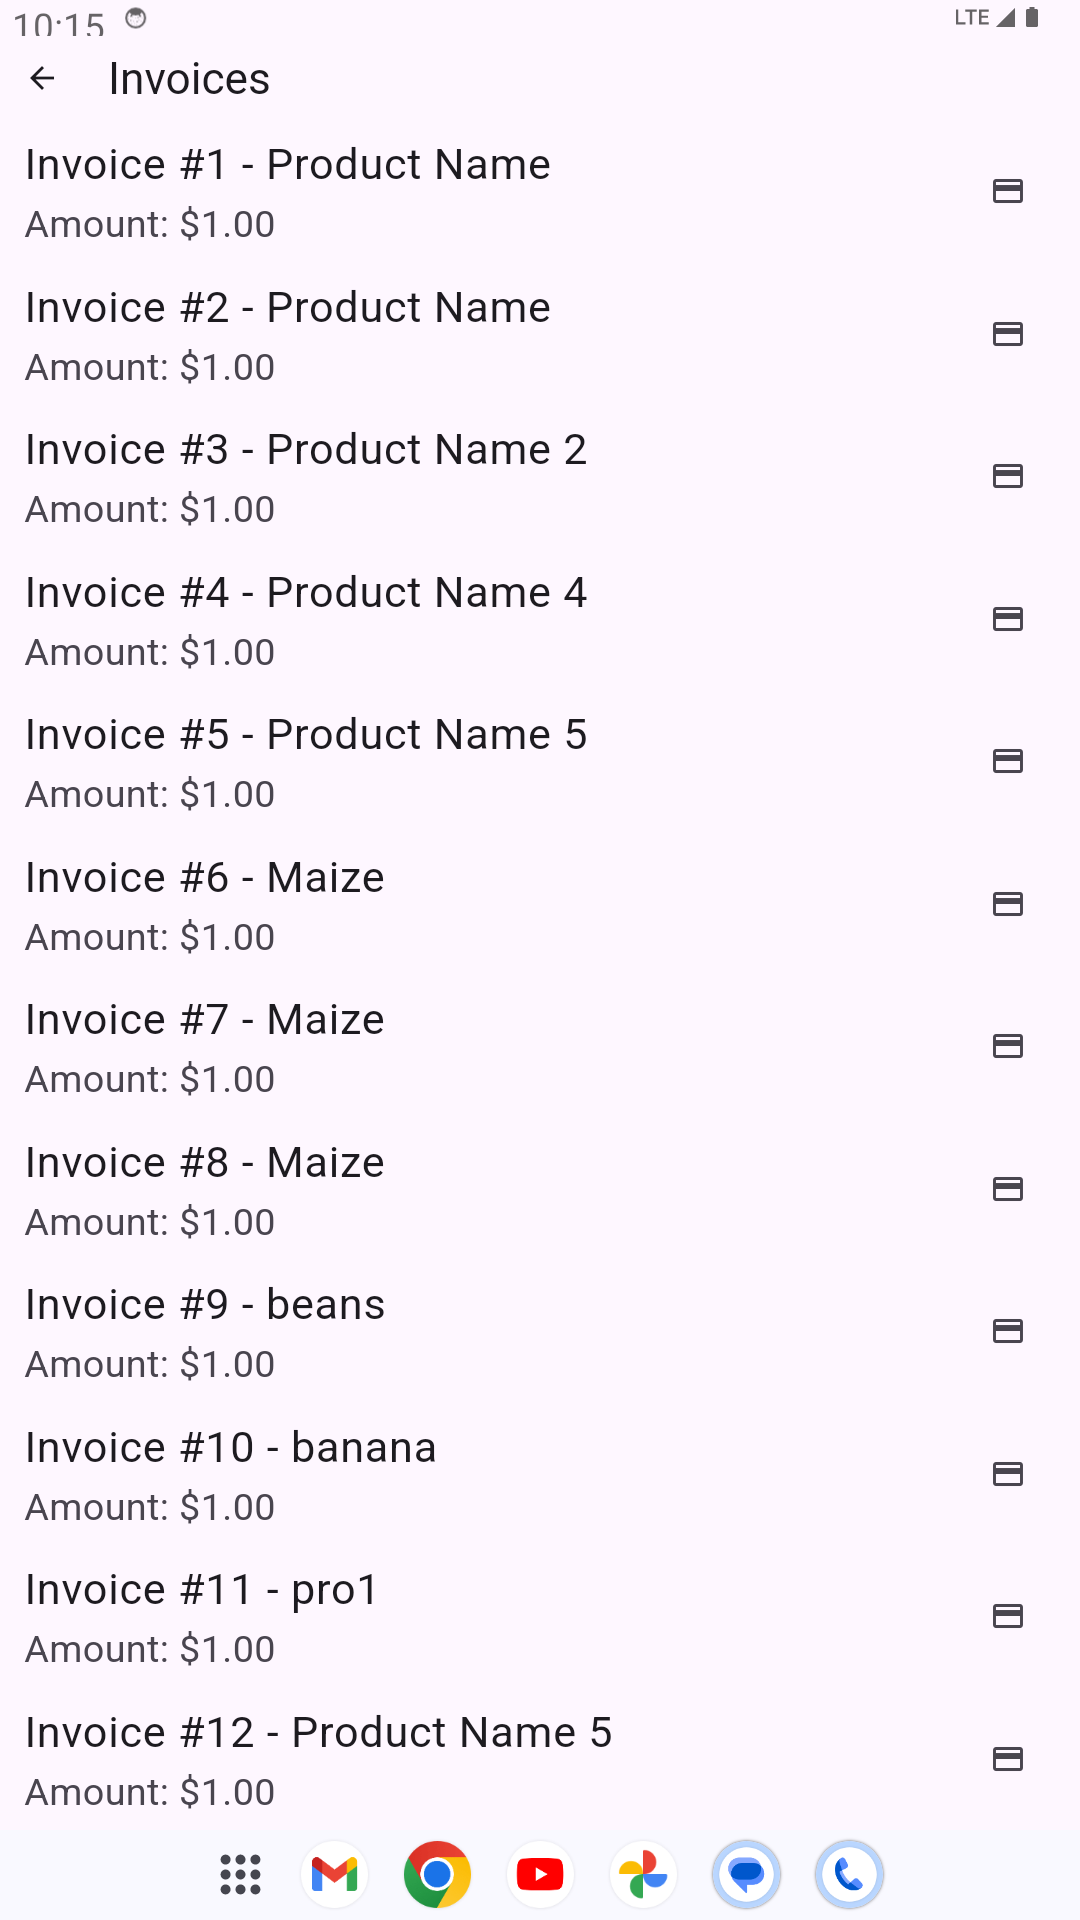 10:15
LTE
Invoices
Invoice #1 - Product Name
Amount: $1.00
Invoice #2 - Product Name
Amount: $1.00
Invoice #3 - Product Name 2
Amount: $1.00
Invoice #4 - Product Name 4
Amount: $1.00
Invoice #5 - Product Name 5
Amount: $1.00
Invoice #6 - Maize
Amount: $1.00
Invoice #7 - Maize
Amount: $1.00
Invoice #8 - Maize
Amount: $1.00
Invoice #9 - beans
Amount: $1.00
Invoice #10 - banana
Amount: $1.00
Invoice #11 - pro1
Amount: $1.00
Invoice #12 - Product Name 5
Amount: $1.00